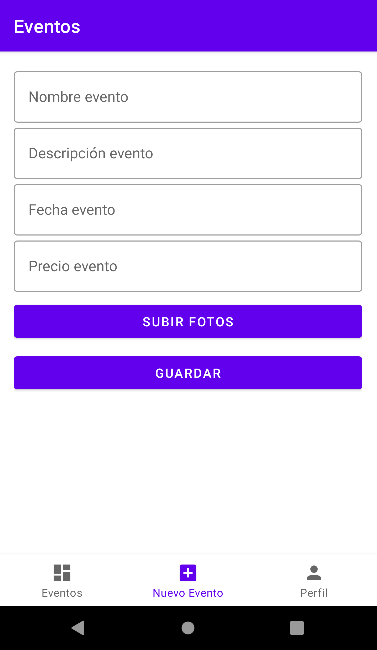 Eventos
Nombre evento
Descripción evento
Fecha evento
Precio evento
SUBIR FOTOS
GUARDAR
Eventos
Nuevo Evento
Perfil